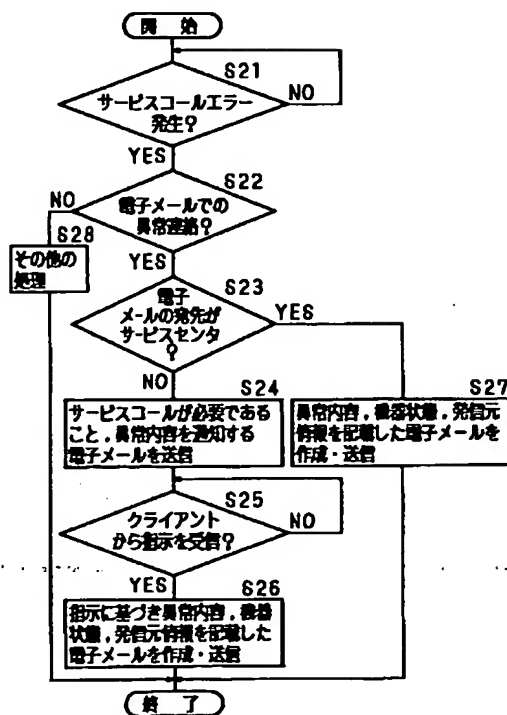 開 始
S21
サービスコールエラー
発生?
NO
YES
S22
電子メールでの
異常連絡?
NO
YES
S28
その他の
処理
S23
電子
メールの宛先が
サービスセンタ
?
YES
NO
S24
サービスコールが必要である
こと,異常内容を通知する
電子メールを送信
S27
異常内容,機器状態,発信元
情報を記載した電子メールを
作成・送信
S25
クライアント
から指示を受信?
NO
YES
S26
指示に基づき異常内容,機器
状態,発信元情報を記載した
電子メールを作成・送信
終 了